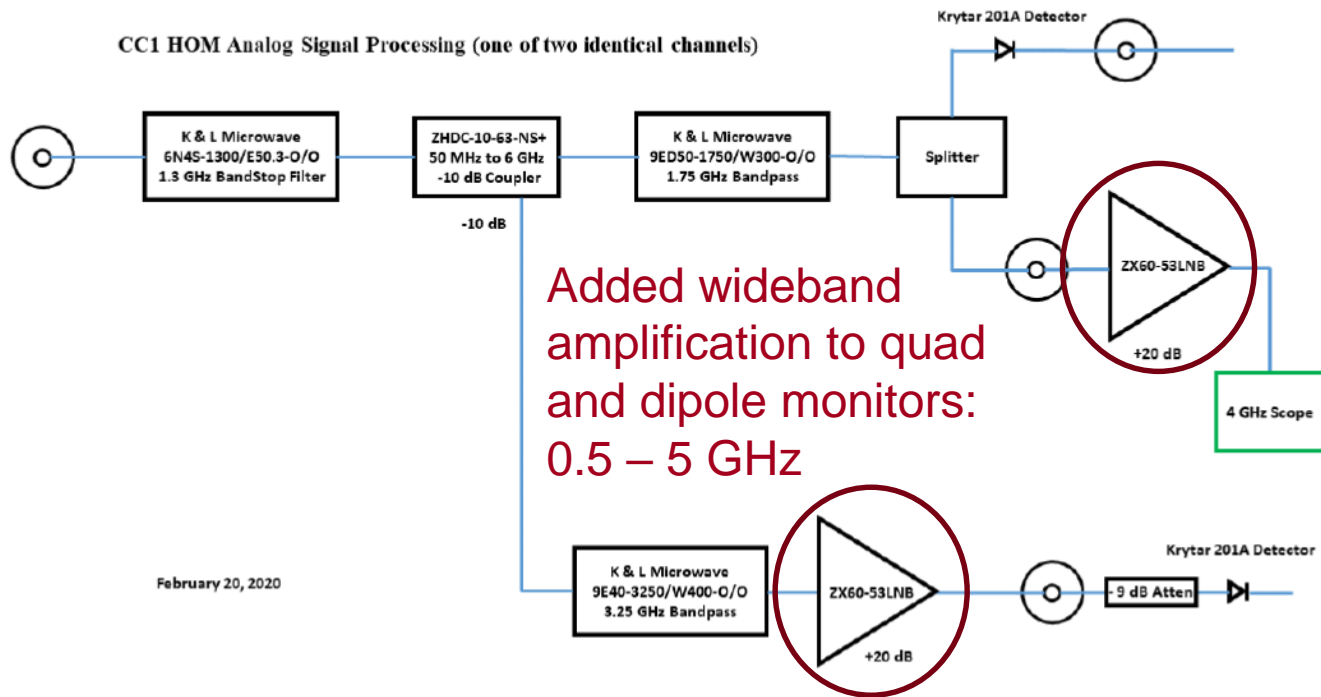 Krytar 201A Detector
CC1 HOM Analog Signal Processing (one of two identical channels)
K & L Microwave
6N4S-1300/E50.3-O/O
1.3 GHz BandStop Filter
ZHDC-10-63-NS+
50 MHz to 6 GHz
-10 dB Coupler
K & L Microwave
9ED50-1750/W300-O/O
1.75 GHz Bandpass
Splitter
-10 dB
ZX60-53LNB
+20 dB
Added wideband
amplification to quad
and dipole monitors:
0.5 – 5 GHz
4 GHz Scope
February 20, 2020
K & L Microwave
9E40-3250/W400-O/O
3.25 GHz Bandpass
ZX60-53LNB
+20 dB
Krytar 201A Detector
- 9 dB Atten